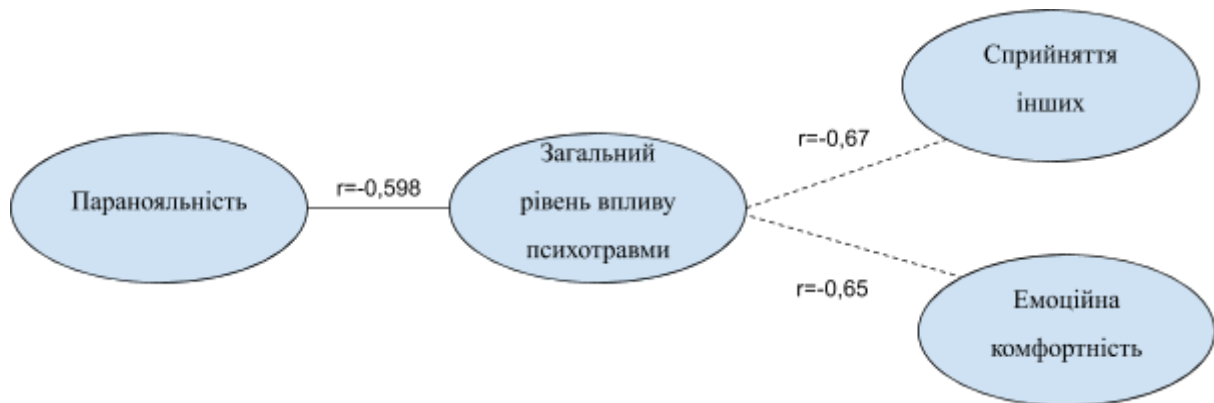 Паранояльність
r=-0,598
Загальний
рівень впливу
психотравми
r=-0,67
Сприйняття
інших
r=-0,65
Емоційна
комфортність